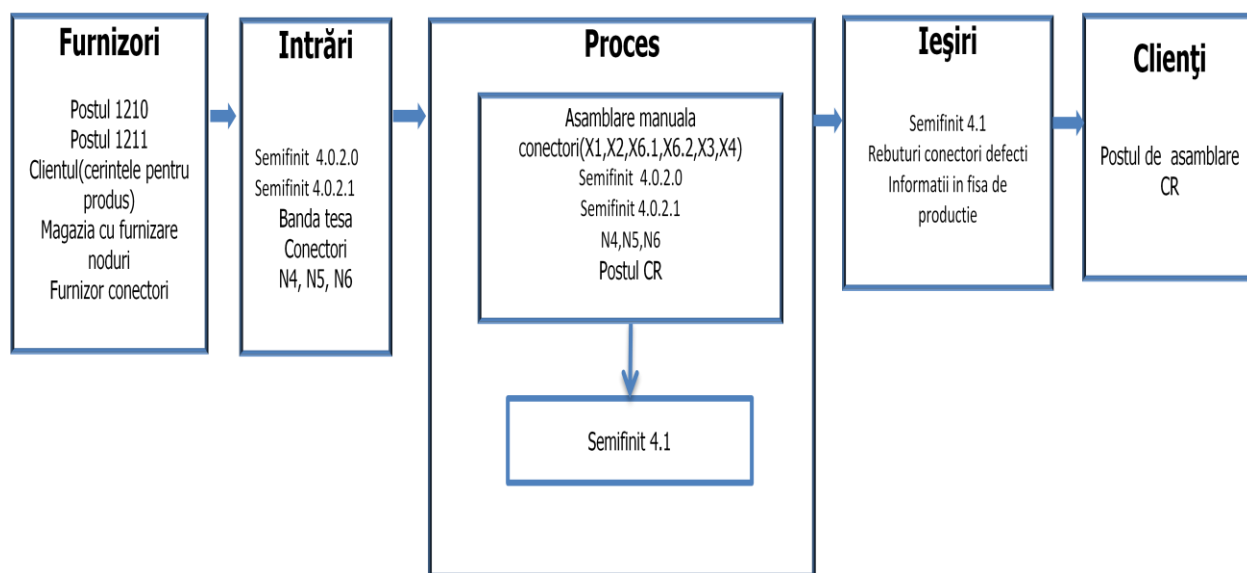 Furnizori
Postul 1210
Postul 1211
Clientul(cerintele pentru
produs)
Magazia cu furnizare
noduri
Furnizor conectori
Intrări
Semifinit 4.0.2.0
Semifinit 4.0.2.1
Banda tesa
Conectori
N4, N5, N6
Proces
Asamblare manuala
conectori(X1,X2,X6.1,X6.2,X3,X4)
Semifinit 4.0.2.0
Semifinit 4.0.2.1
N4,N5,N6
Postul CR
Semifinit 4.1
Ieşiri
Semifinit 4.1
Rebuturi conectori defecti
Informatii in fisa de
productie
Clienţi
Postul de asamblare
CR